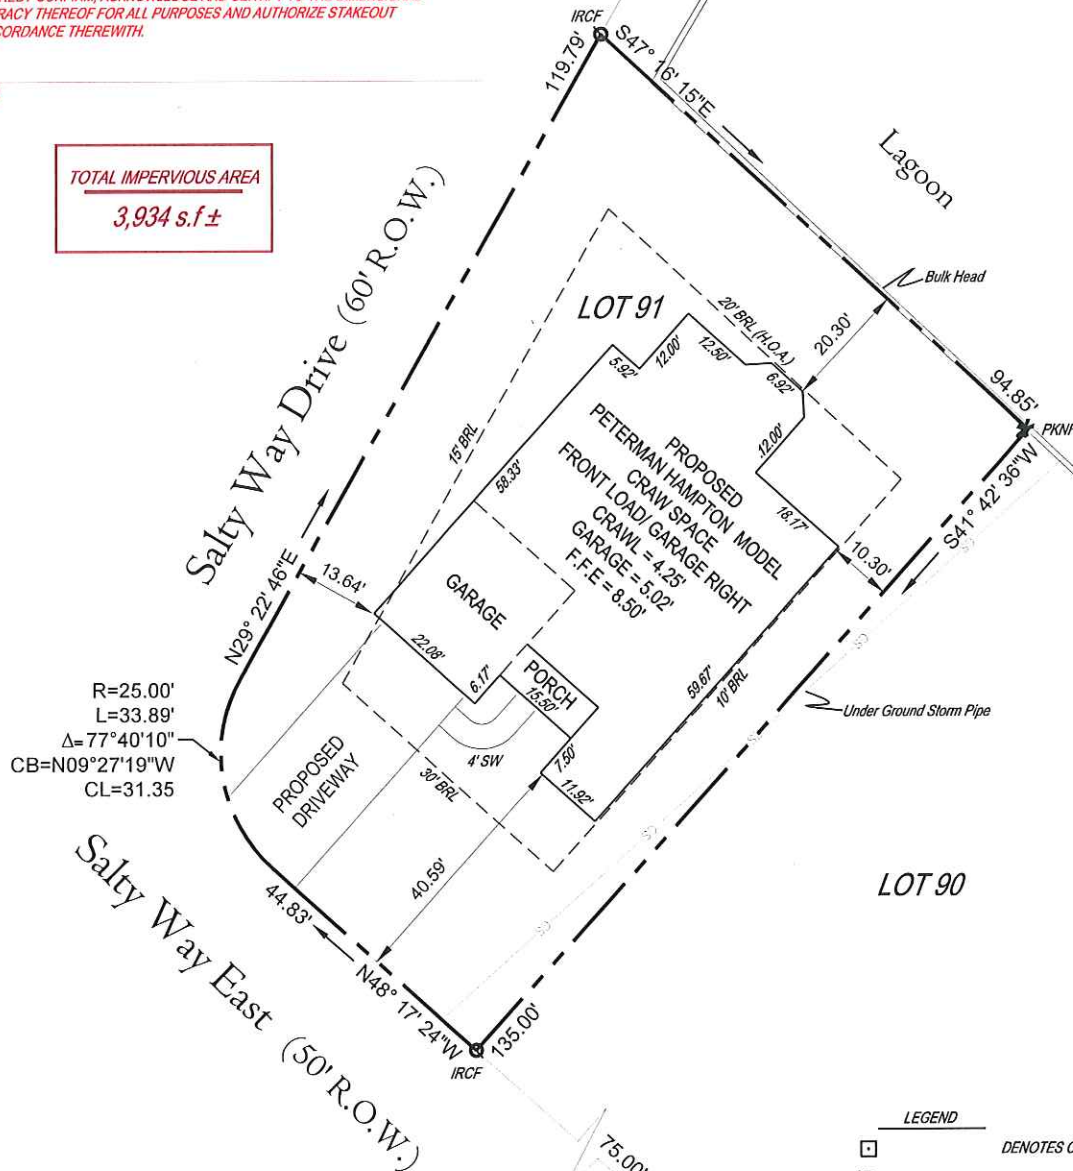 RACY THEREOF FOR ALL PURPOSES AND AUTHORIZE STAKEOUT
CORDANCE THEREWITH.
TOTAL IMPERVIOUS AREA
3,934 s.f ±
IRCF
119.79'
S47° 16' 15"E
Lagoon
Bulk Head
20.30'
94.85'
PKNF
S41° 42' 36"W
Salty Way Drive (60' R.O.W.)
LOT 91
20' BRL (H.O.A.)
15' BRL
5.92'
12.00'
12.50'
6.92'
12.00'
18.17'
10.30'
58.33'
PROPOSED
PETERMAN HAMPTON MODEL
CRAW SPACE
FRONT LOAD/ GARAGE RIGHT
CRAWL = 4.25'
GARAGE = 5.02'
F.F.E = 8.50'
N29° 22' 46"E
13.64'
GARAGE
22.08'
6.17'
PORCH
15.50'
59.67'
10' BRL
Under Ground Storm Pipe
R=25.00'
L=33.89'
Δ=77°40'10"
CB=N09°27'19"W
CL=31.35
PROPOSED
DRIVEWAY
4' SW
30' BRL
7.50'
11.92'
40.59'
44.83'
N48° 17' 24"W
135.00'
IRCF
LOT 90
Salty Way East (50' R.O.W.)
75.00'
LEGEND
DENOTES